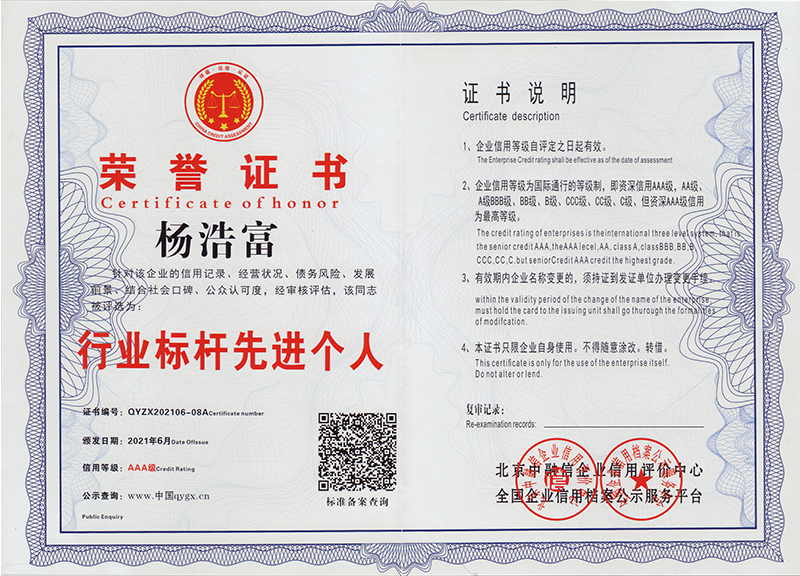 CHINA CREDIT ASSESSMENT
荣誉证书
Certificate of honor
杨浩富
针对该企业的信用记录、经营状况、债务风险、发展
前景、结合社会口碑、公众认可度,经审核评估,该同志
被评选为:
行业标杆先进个人
证书编号:QYZX202106-08A Certificate number
颁发日期:2021年6月 Date Ofissue
信用等级:AAA级 Credit Rating
公示查询:www.中国qygx.cn
Public Enquiry
标准备案查询
证书说明
Certificate description
1、企业信用等级自评定之日起有效。
The Enterprise Credit rating shall be effective as of the date of assessment
2、企业信用等级为国际通行的等级制,即资深信用AAA级,AA级、
A级BBB级、BB级、B级、CCC级、CC级、C级,但资深AAA级信用
为最高等级。
The credit rating of enterprises is theinternational three level system, that is
the senior credit AAA,theAAA lecel,AA, class A,classBBB,BB,B
CCC,CC,C.but seniorCredit AAA credit the highest grade.
3、有效期内企业名称变更的,须持证到发证单位办理变更手续。
within the validity period of the change of the name of the enterprise,
must hold the card to the issuing unit shall go thurough the formalities
of modifcation.
4、本证书只限企业自身使用。不得随意涂改。转借。
This certificate is only for the use of the enterprise itself.
Do not alter or lend.
复审记录:
Re-examination records:
北京中融信企业信用评价中心
全国企业信用档案公示服务平台